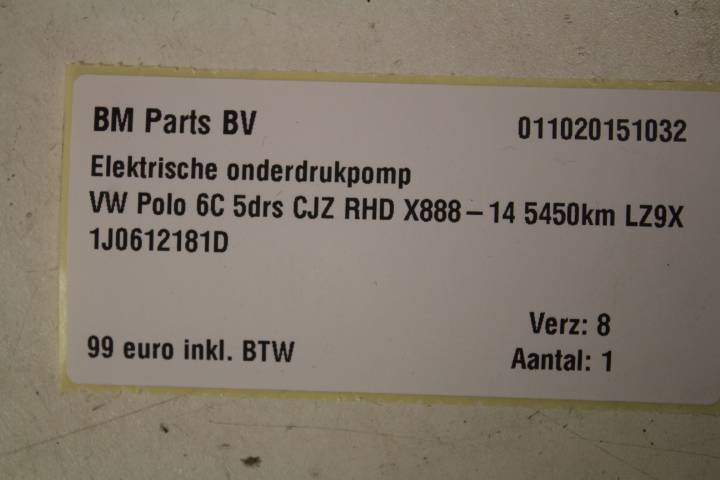 BM Parts BV 011020151032
Elektrische onderdrukpomp
VW Polo 6C 5drs CJZ RHD X888-14 5450km LZ9X
1J0612181D
Verz: 8
99 euro inkl. BTW Aantal: 1